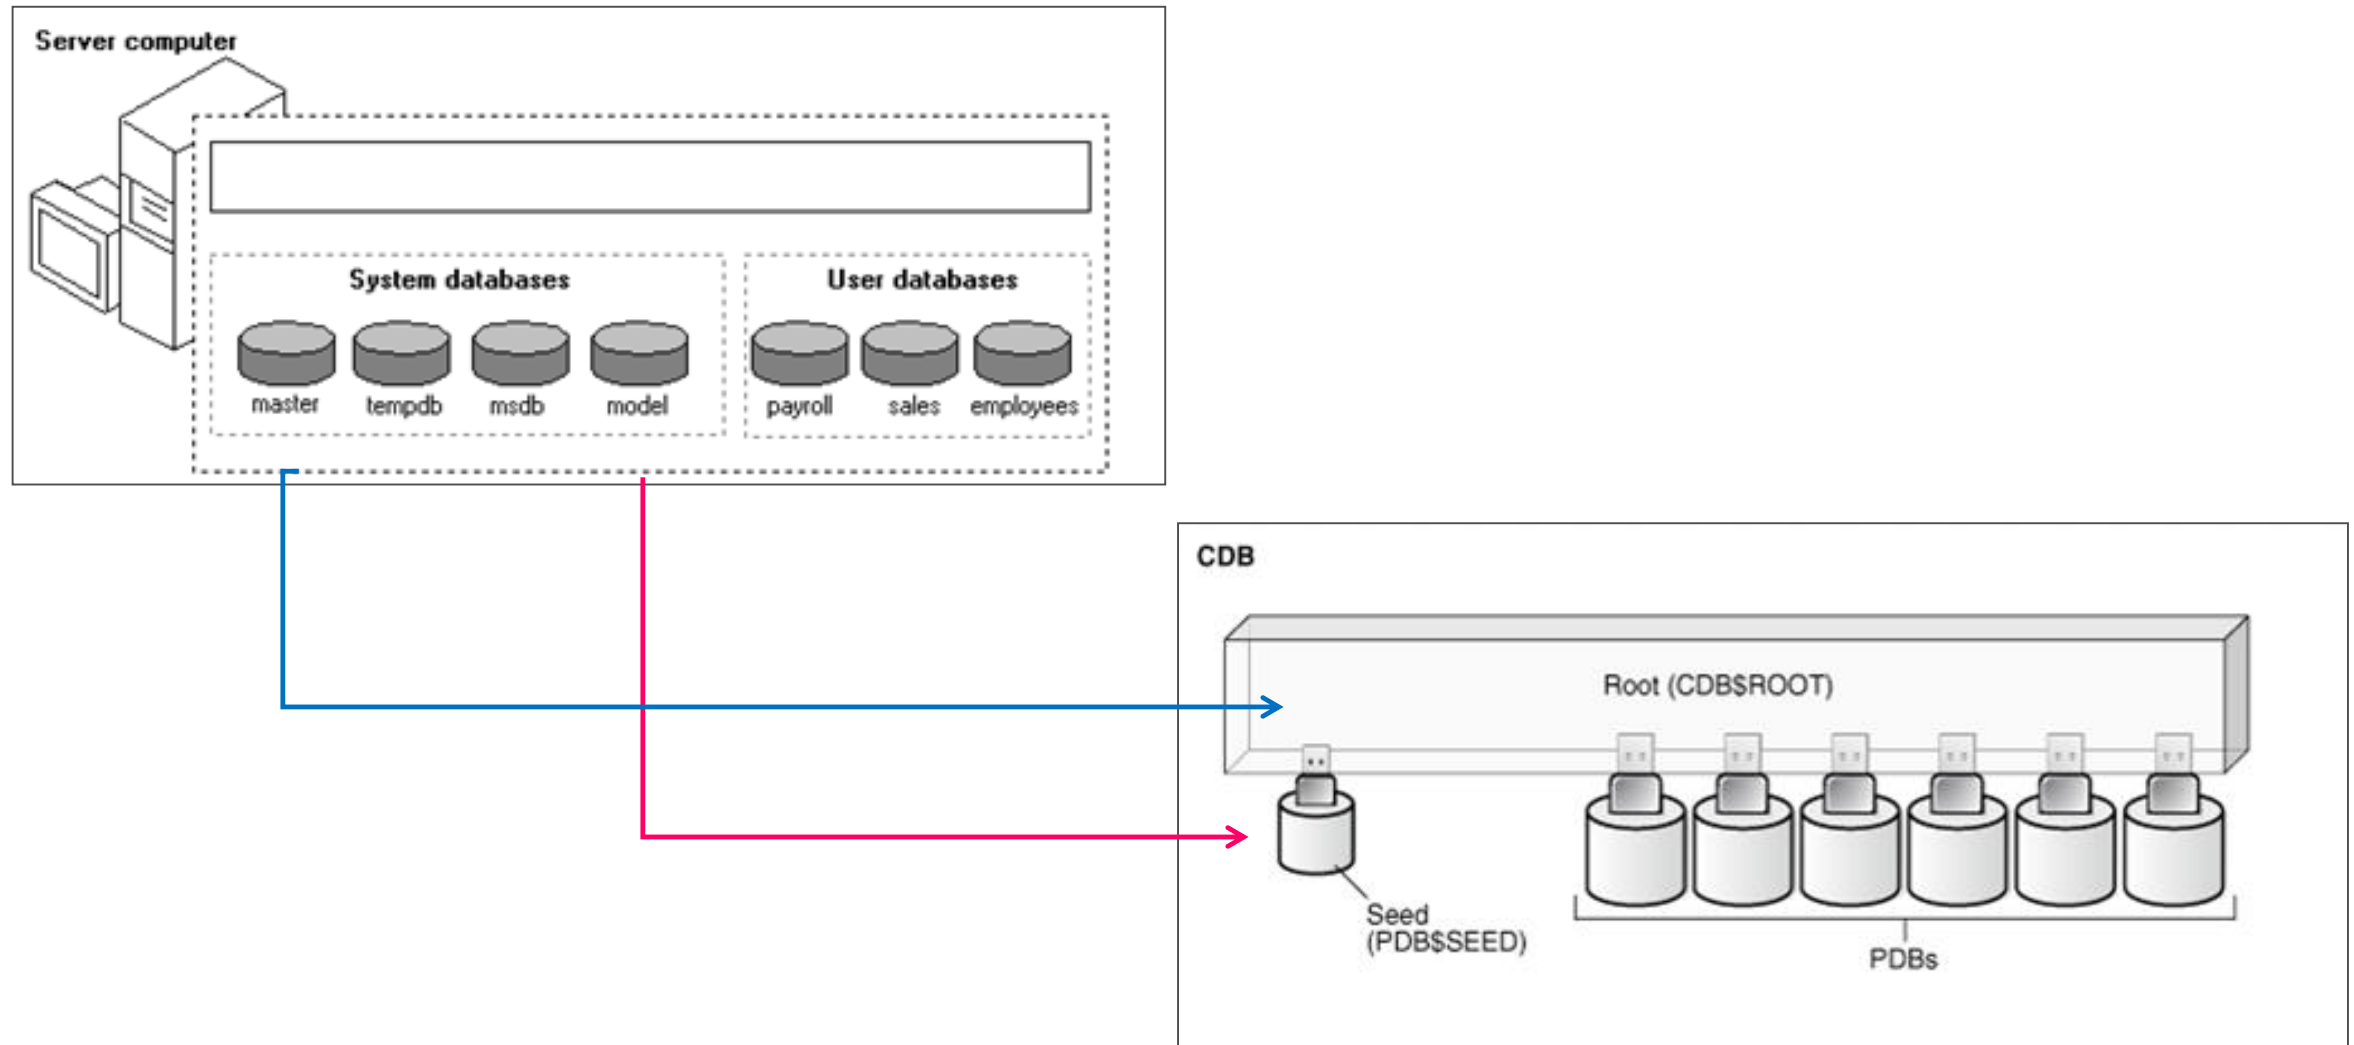 Server computer
System databases
User databases
master tempdb msdb model
payroll sales employees
CDB
Root (CDB$ROOT)
Seed
(PDB$SEED)
PDBs